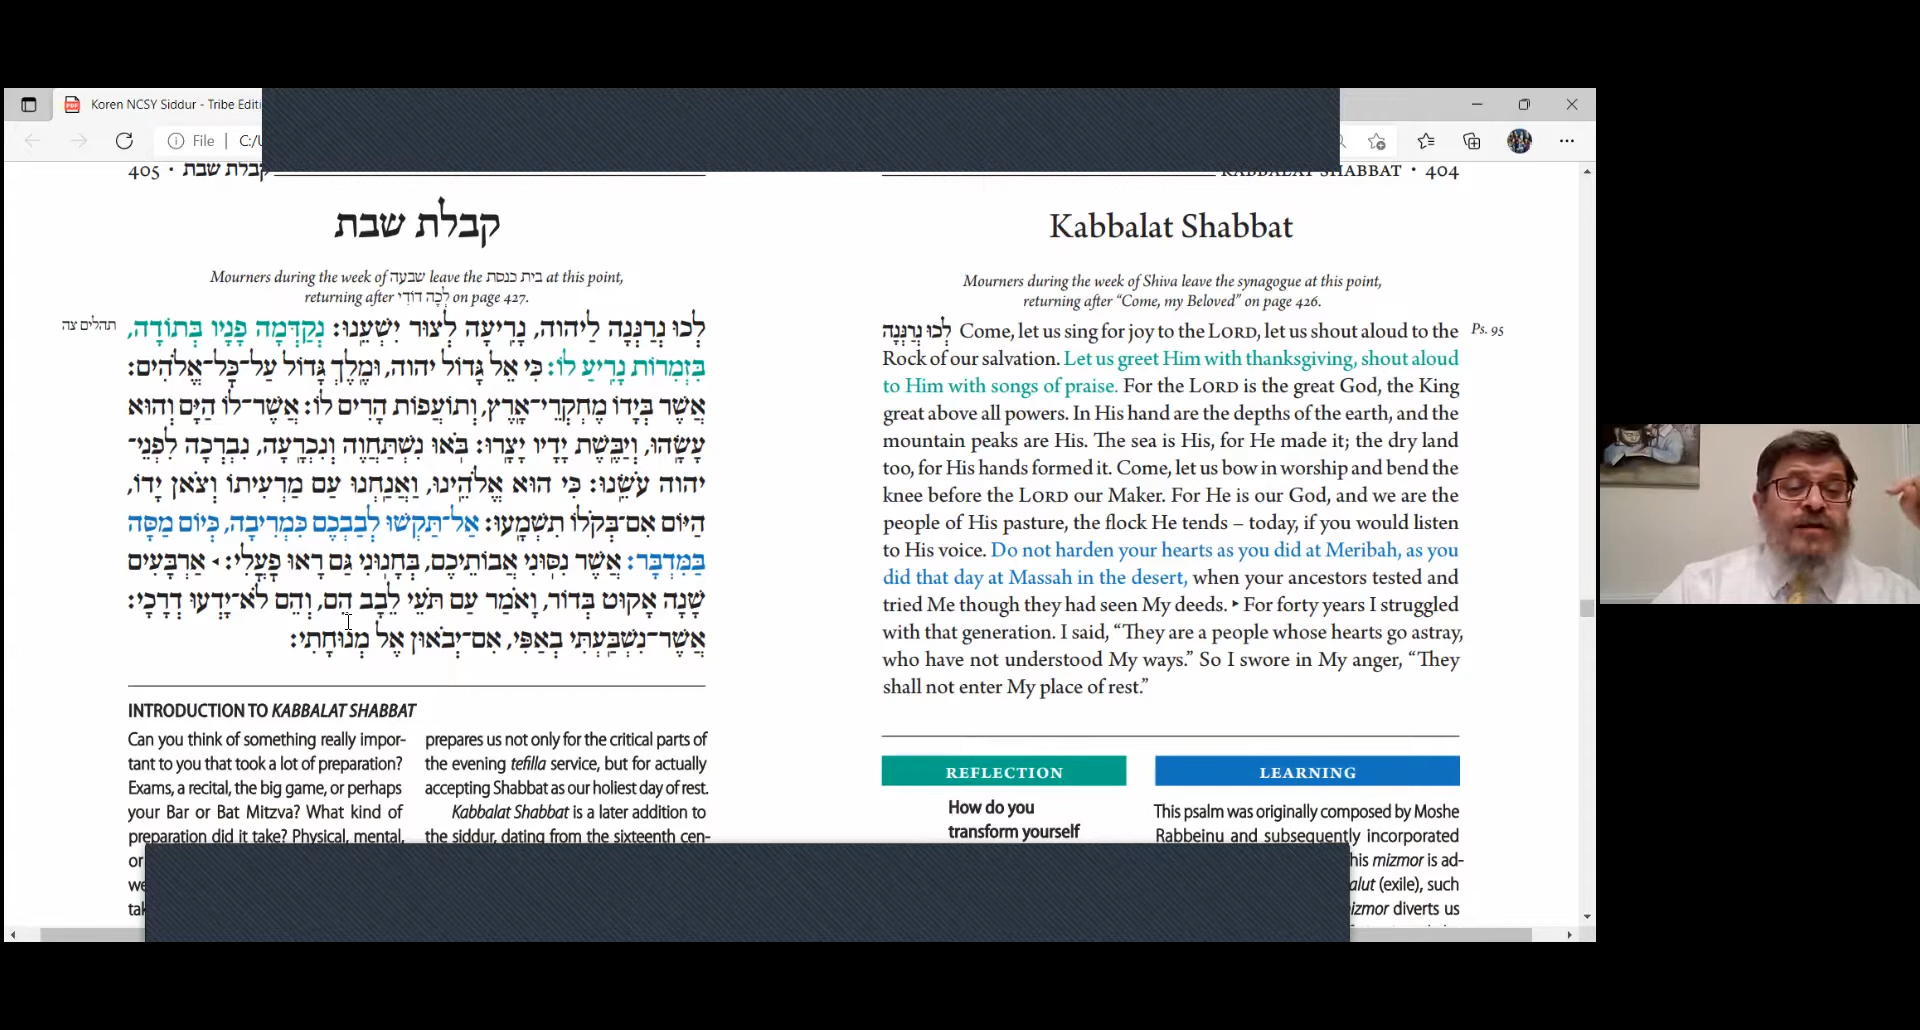 Koren NCSY Siddur - Tribe Editi
File | C:/U
405 · קבלת שבת
קבלת שבת
Mourners during the week of שבעה leave the בית כנסת at this point,
returning after לְכָה דוֹדִי on page 427.
תהלים צה
לְכוּ נְרַנְּנָה לַיהוה, נָרִיעָה לְצוּר יִשְׁעֵנוּ: נְקַדְּמָה פָנָיו בְּתוֹדָה,
בִּזְמִרוֹת נָרִיעַ לוֹ: כִּי אֵל גָּדוֹל יהוה, וּמֶלֶךְ גָּדוֹל עַל־כָּל־אֱלֹהִים:
אֲשֶׁר בְּיָדוֹ מֶחְקְרֵי־אָרֶץ, וְתוֹעֲפוֹת הָרִים לוֹ: אֲשֶׁר־לוֹ הַיָּם וְהוּא
עָשָׂהוּ, וְיַבֶּשֶׁת יָדָיו יָצָרוּ: בֹּאוּ נִשְׁתַּחֲוֶה וְנִכְרָעָה, נִבְרְכָה לִפְנֵי־
יהוה עֹשֵׂנוּ: כִּי הוּא אֱלֹהֵינוּ, וַאֲנַחְנוּ עַם מַרְעִיתוֹ וְצֹאן יָדוֹ,
הַיּוֹם אִם־בְּקֹלוֹ תִשְׁמָעוּ: אַל־תַּקְשׁוּ לְבַבְכֶם כִּמְרִיבָה, כְּיוֹם מַסָּה
בַּמִּדְבָּר: אֲשֶׁר נִסּוּנִי אֲבוֹתֵיכֶם, בְּחָנוּנִי גַּם רָאוּ פָעֳלִי: ◂ אַרְבָּעִים
שָׁנָה אָקוּט בְּדוֹר, וָאֹמַר עַם תֹּעֵי לֵבָב הֵם, וְהֵם לֹא־יָדְעוּ דְרָכָי:
אֲשֶׁר־נִשְׁבַּעְתִּי בְאַפִּי, אִם־יְבֹאוּן אֶל מְנוּחָתִי:
INTRODUCTION TO KABBALAT SHABBAT
Can you think of something really impor-
tant to you that took a lot of preparation?
Exams, a recital, the big game, or perhaps
your Bar or Bat Mitzva? What kind of
preparation did it take? Physical, mental,
or
we
tak
prepares us not only for the critical parts of
the evening tefilla service, but for actually
accepting Shabbat as our holiest day of rest.
Kabbalat Shabbat is a later addition to
the siddur, dating from the sixteenth cen-
KABBALAT SHABBAT · 404
Kabbalat Shabbat
Mourners during the week of Shiva leave the synagogue at this point,
returning after “Come, my Beloved” on page 426.
לְכוּ נְרַנְּנָה Come, let us sing for joy to the LORD, let us shout aloud to the
Ps. 95
Rock of our salvation. Let us greet Him with thanksgiving, shout aloud
to Him with songs of praise. For the LORD is the great God, the King
great above all powers. In His hand are the depths of the earth, and the
mountain peaks are His. The sea is His, for He made it; the dry land
too, for His hands formed it. Come, let us bow in worship and bend the
knee before the LORD our Maker. For He is our God, and we are the
people of His pasture, the flock He tends – today, if you would listen
to His voice. Do not harden your hearts as you did at Meribah, as you
did that day at Massah in the desert, when your ancestors tested and
tried Me though they had seen My deeds. ▸ For forty years I struggled
with that generation. I said, “They are a people whose hearts go astray,
who have not understood My ways.” So I swore in My anger, “They
shall not enter My place of rest.”
REFLECTION
How do you
transform yourself
LEARNING
This psalm was originally composed by Moshe
Rabbeinu and subsequently incorporated
his mizmor is ad-
alut (exile), such
izmor diverts us